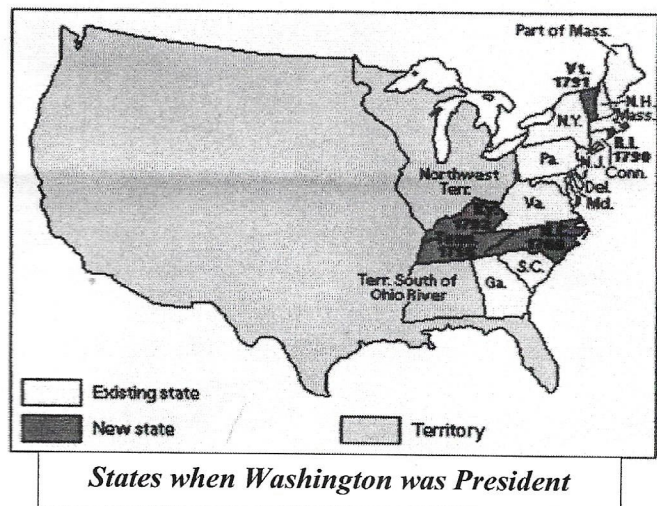 Part of Mass.
Vt.
1791
N.H.
Mass.
N.Y.
R.I.
1790
Conn.
Pa.
N.J.
Northwest
Terr.
Del.
Md.
Va.
S.C.
Terr. South of
Ohio River
Ga.
Existing state
New state
Territory
States when Washington was President